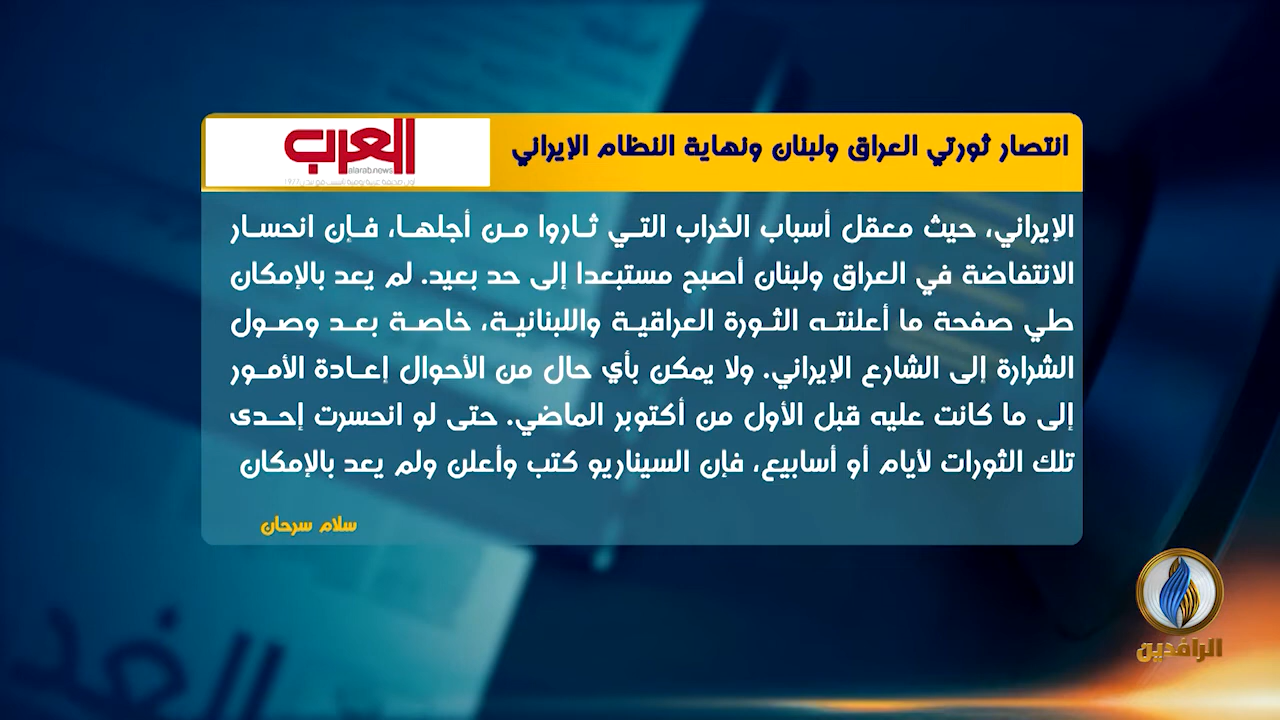 انتصار ثورتي العراق ولبنان ونهاية النظام الإيراني
العرب
alarab.news
الإيراني، حيث معقل أسباب الخراب التي ثاروا من أجلها، فإن انحسار
الانتفاضة في العراق ولبنان أصبح مستبعدا إلى حد بعيد. لم يعد بالإمكان
طي صفحة ما أعلنته الثورة العراقية واللبنانية، خاصة بعد وصول
الشرارة إلى الشارع الإيراني. ولا يمكن بأي حال من الأحوال إعادة الأمور
إلى ما كانت عليه قبل الأول من أكتوبر الماضي. حتى لو انحسرت إحدى
تلك الثورات لأيام أو أسابيع، فإن السيناريو كتب وأعلن ولم يعد بالإمكان
سلام سرحان
الرافدين
الغد